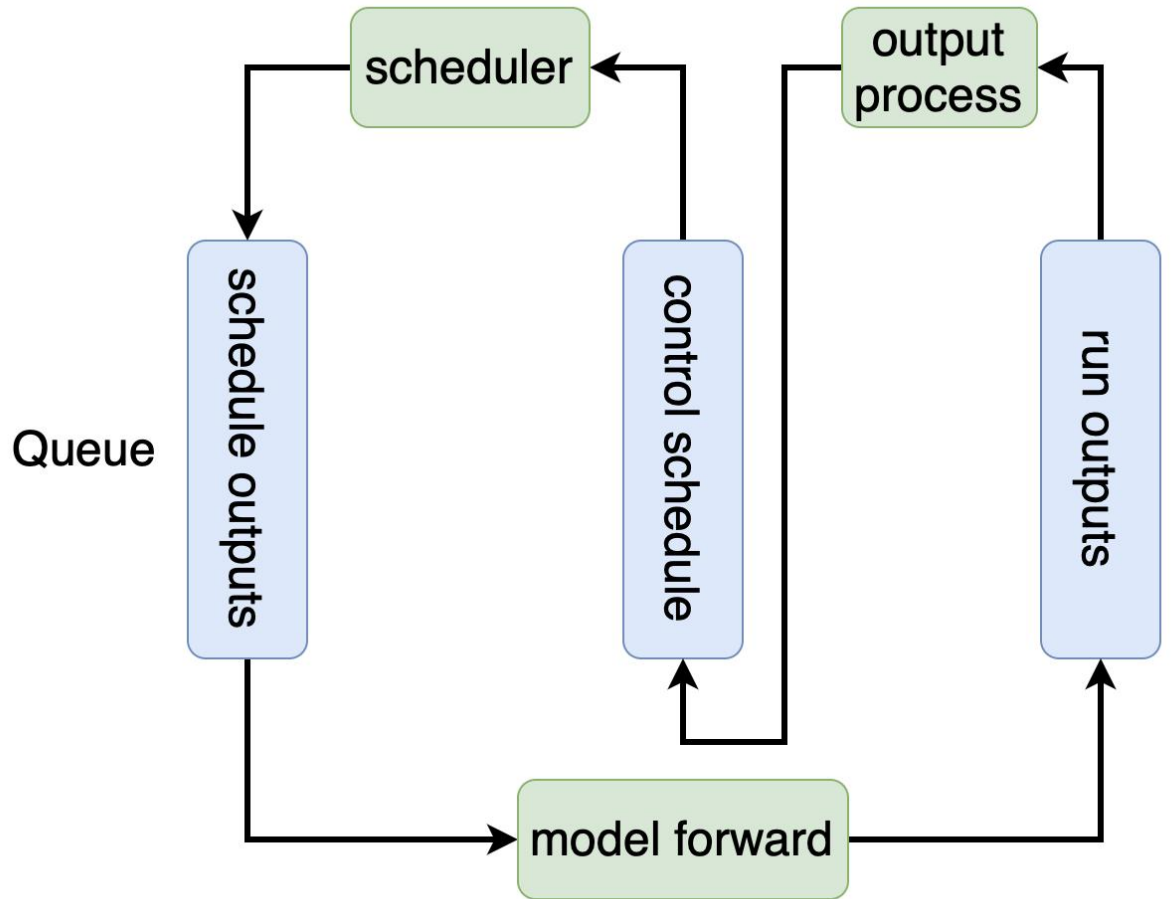 scheduler
output
process
Queue
schedule outputs
control schedule
run outputs
model forward